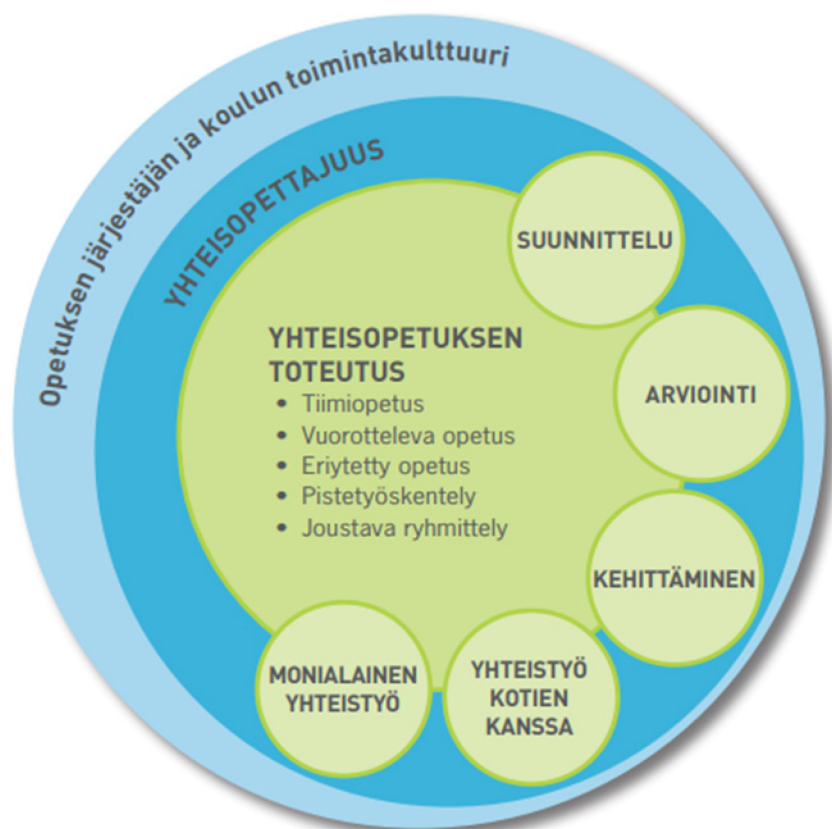 Opetuksen järjestäjän ja koulun toimintakulttuuri
YHTEISOPETTAJUUS
SUUNNITTELU
YHTEISOPETUKSEN
TOTEUTUS
• Tiimiopetus
• Vuorotteleva opetus
• Eriytetty opetus
• Pistetyöskentely
• Joustava ryhmittely
ARVIOINTI
KEHITTÄMINEN
YHTEISTYÖ
KOTIEN
KANSSA
MONIALAINEN
YHTEISTYÖ